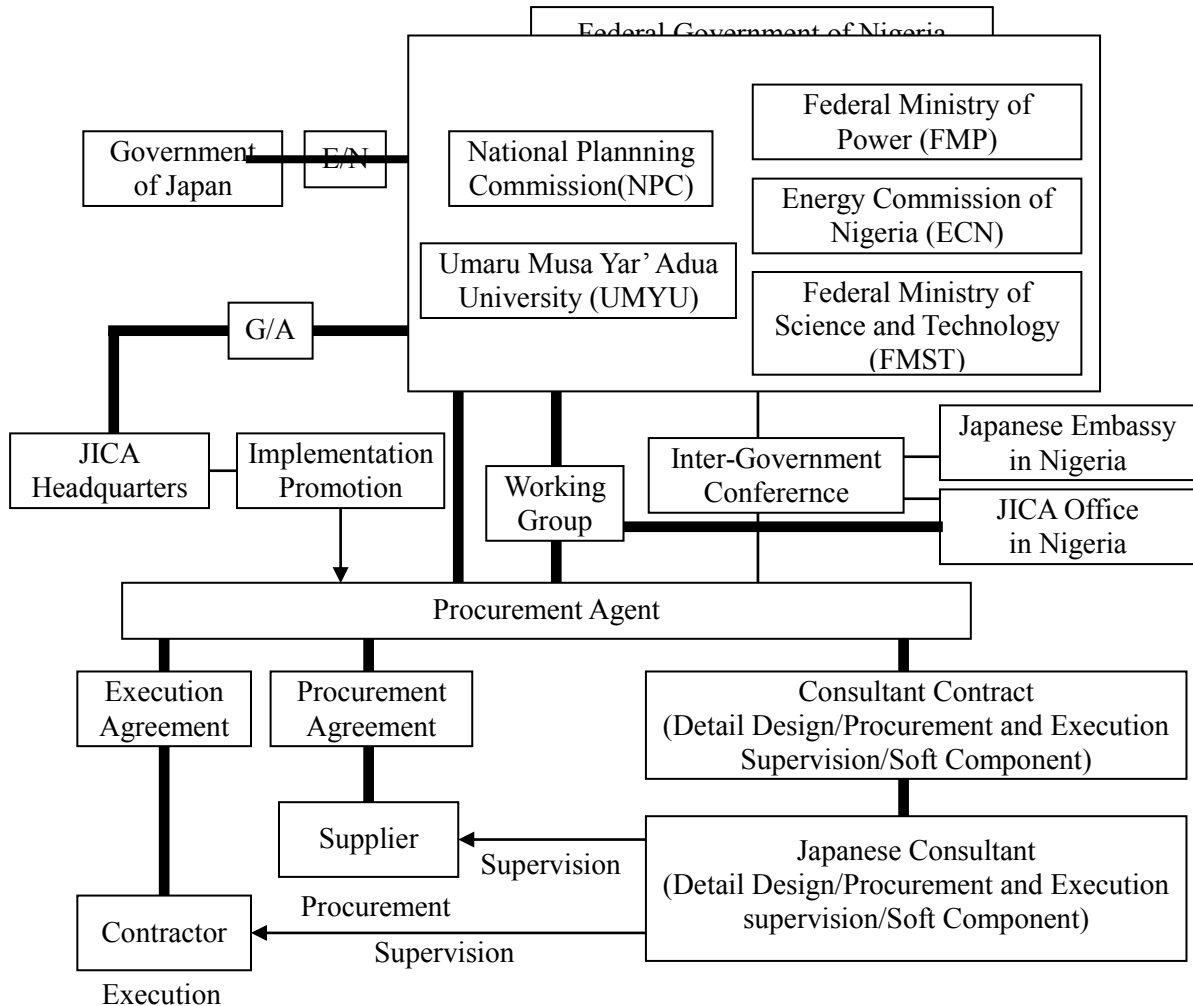 Federal Government of Nigeria
Federal Ministry of
Power (FMP)
Government
of Japan
E/N
National Plannning
Commission(NPC)
Energy Commission of
Nigeria (ECN)
Umaru Musa Yar’ Adua
University (UMYU)
Federal Ministry of
Science and Technology
(FMST)
G/A
JICA
Headquarters
Implementation
Promotion
Working
Group
Inter-Government
Conferernce
Japanese Embassy
in Nigeria
JICA Office
in Nigeria
Procurement Agent
Execution
Agreement
Procurement
Agreement
Consultant Contract
(Detail Design/Procurement and Execution
Supervision/Soft Component)
Supplier
Supervision
Japanese Consultant
(Detail Design/Procurement and Execution
supervision/Soft Component)
Procurement
Contractor
Supervision
Execution